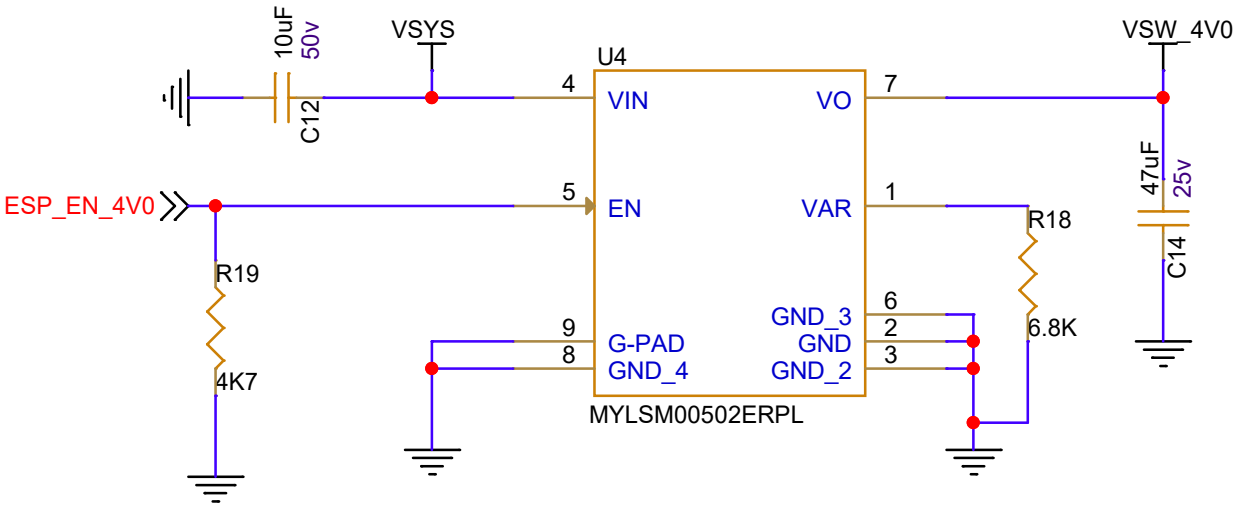 10uF
50v
C12
VSYS
VSW_4V0
U4
4
VIN
VO
7
ESP_EN_4V0
5
EN
VAR
1
R18
6.8K
47uF
25v
C14
R19
4K7
9
G-PAD
8
GND_4
GND_3
6
GND
2
GND_2
3
MYLSM00502ERPL